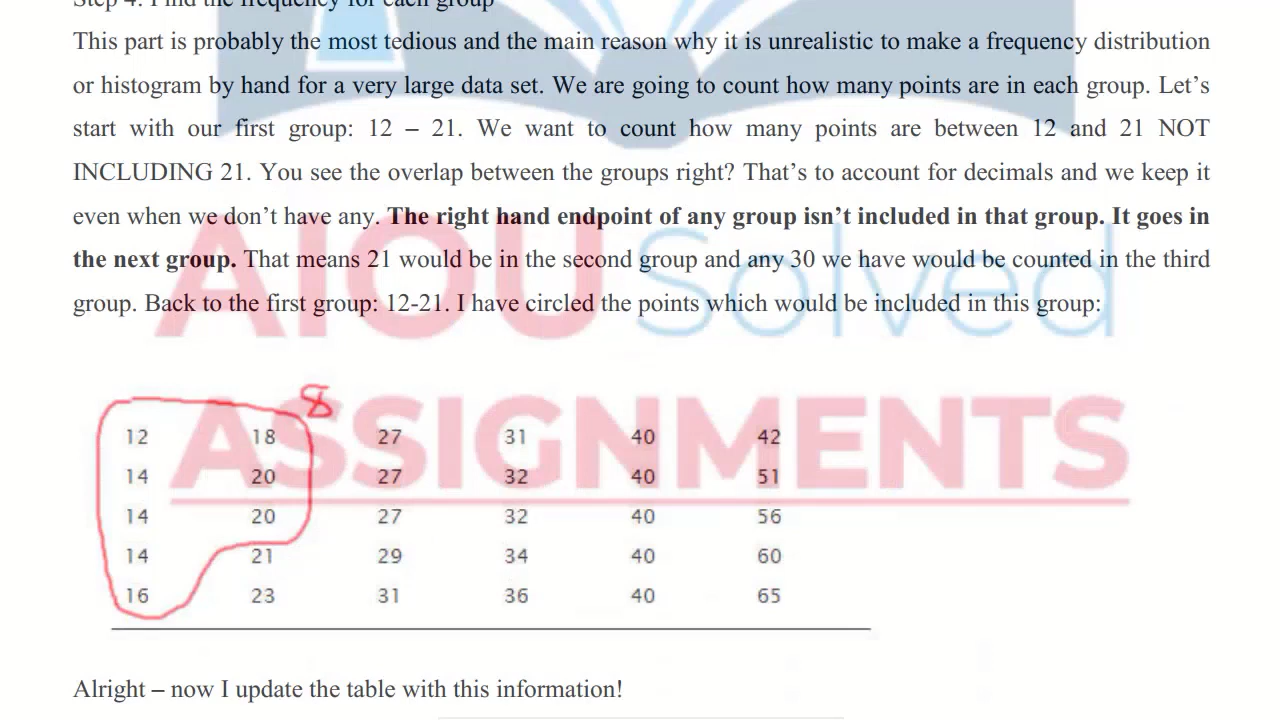 Step 4: Find the frequency for each group
This part is probably the most tedious and the main reason why it is unrealistic to make a frequency distribution
or histogram by hand for a very large data set. We are going to count how many points are in each group. Let’s
start with our first group: 12 – 21. We want to count how many points are between 12 and 21 NOT
INCLUDING 21. You see the overlap between the groups right? That’s to account for decimals and we keep it
even when we don’t have any. The right hand endpoint of any group isn’t included in that group. It goes in
the next group. That means 21 would be in the second group and any 30 we have would be counted in the third
group. Back to the first group: 12-21. I have circled the points which would be included in this group:
AIOU Solved
ASSIGNMENTS
8
12 18 27 31 40 42
14 20 27 32 40 51
14 20 27 32 40 56
14 21 29 34 40 60
16 23 31 36 40 65
Alright – now I update the table with this information!